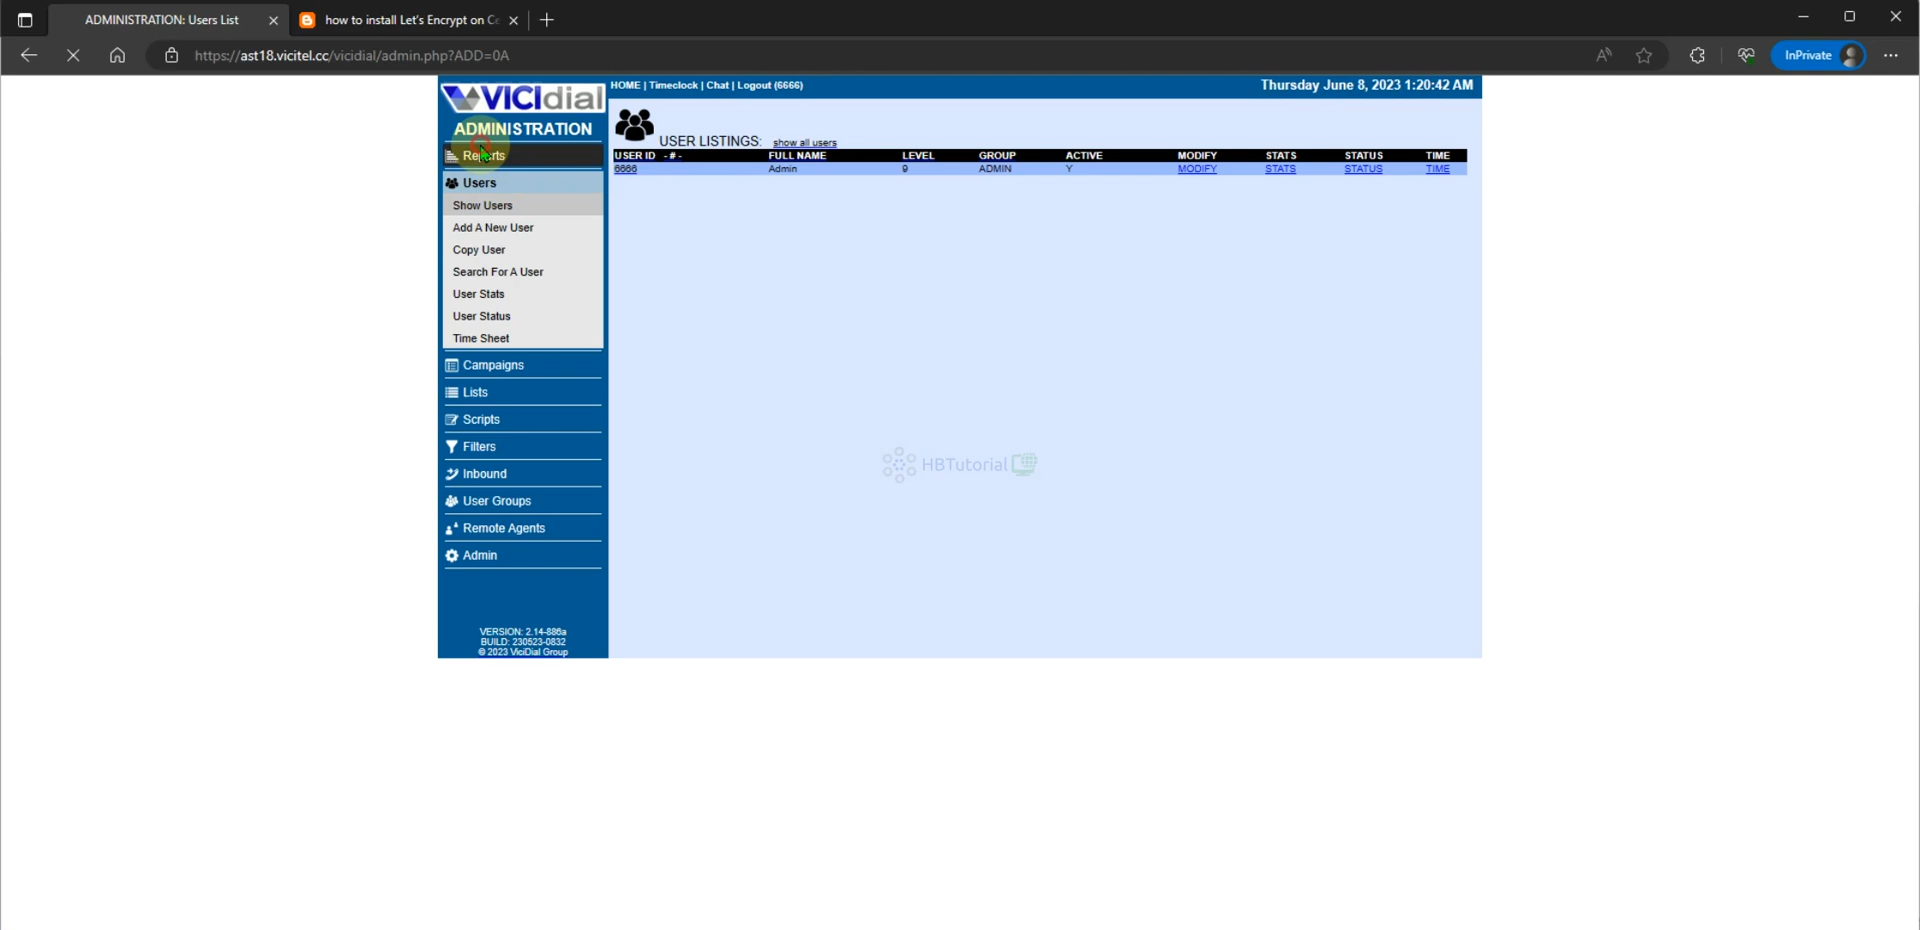 ADMINISTRATION: Users List
how to install Let's Encrypt on Ce
https://ast18.vicitel.cc/vicidial/admin.php?ADD=0A
InPrivate
VICIdial
HOME | Timeclock | Chat | Logout (6666)
Thursday June 8, 2023 1:20:42 AM
ADMINISTRATION
USER LISTINGS: show all users
Reports
USER ID - # - FULL NAME LEVEL GROUP ACTIVE MODIFY STATS STATUS TIME
6666 Admin 9 ADMIN Y MODIFY STATS STATUS TIME
Users
Show Users
Add A New User
Copy User
Search For A User
User Stats
User Status
Time Sheet
Campaigns
Lists
Scripts
Filters
HBTutorial
Inbound
User Groups
Remote Agents
Admin
VERSION: 2.14-886a
BUILD: 230523-0832
© 2023 ViciDial Group